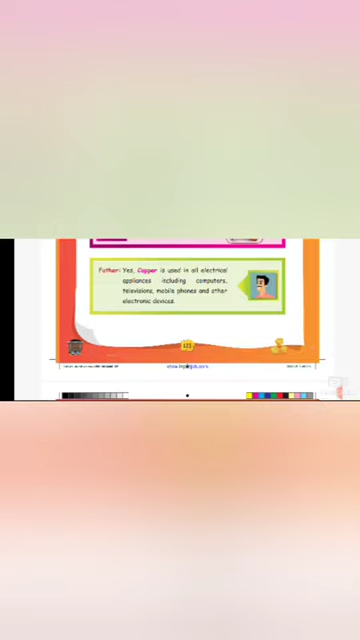 Father: Yes, Copper is used in all electrical
appliances including computers,
televisions, mobile phones and other
electronic devices.